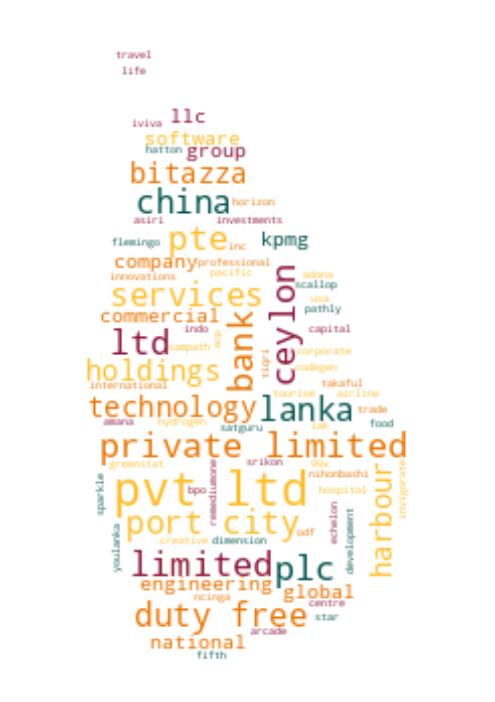 travel
life
iviva llc
software
hatton group
bitazza
china horizon
asiri investments
flemingo pte inc kpmg
company professional
innovations pacific adana
services ceylon scallop
usa
commercial pathly
ltd indo bank capital
sampath acp tiqri corporate
holdings codegen
international takaful
tourism airline
technology lanka trade
amana hydrogen satguru lak food
private limited
greenstat srikon 99x
sparkle pvt ltd nihonbashi
bpo remediumone hospital harbour invigorate
port city odf
youlanka creative dimension echelon development
limited plc
engineering global
ncinga centre
duty free star
arcade
national
fifth